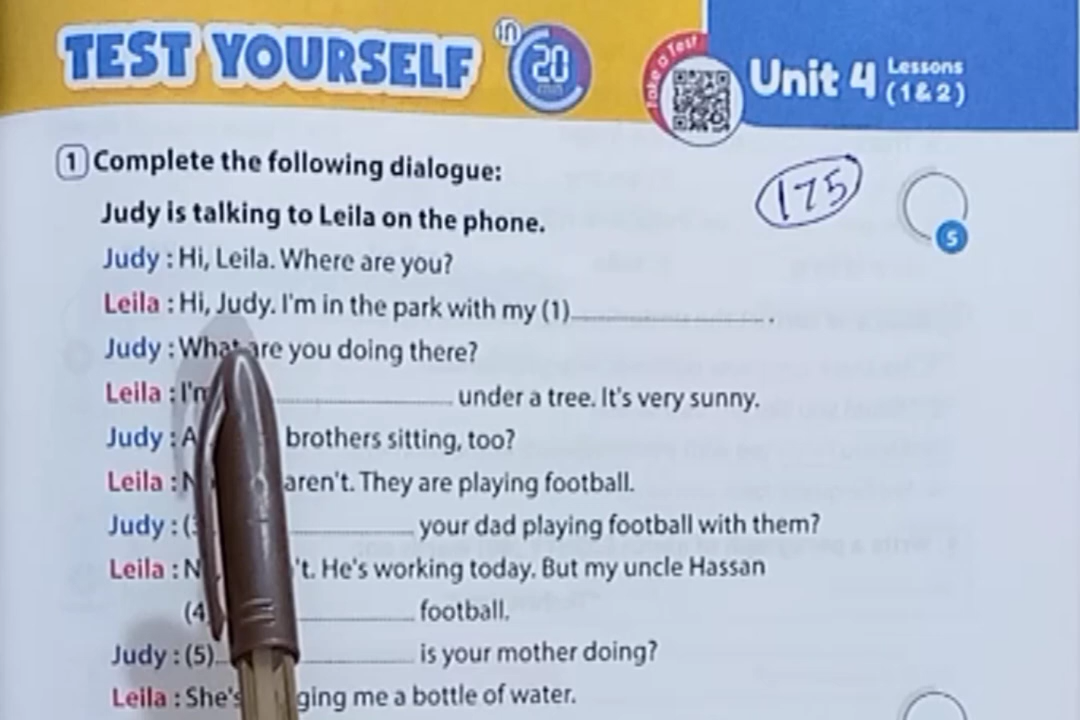 TEST YOURSELF in 20 min
Take a Test
Unit 4 Lessons (1 & 2)
1 Complete the following dialogue:
175
5
Judy is talking to Leila on the phone.
Judy : Hi, Leila. Where are you?
Leila : Hi, Judy. I'm in the park with my (1) .
Judy : What are you doing there?
Leila : I'm under a tree. It's very sunny.
Judy : brothers sitting, too?
Leila : aren't. They are playing football.
Judy : your dad playing football with them?
Leila : He's working today. But my uncle Hassan
(4) football.
Judy : (5) is your mother doing?
Leila : She's me a bottle of water.